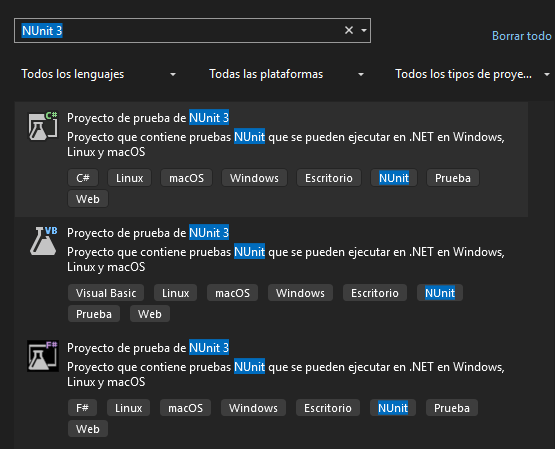 NUnit 3
Borrar todo
Todos los lenguajes
Todas las plataformas
Todos los tipos de proye...
C#
Proyecto de prueba de NUnit 3
Proyecto que contiene pruebas NUnit que se pueden ejecutar en .NET en Windows,
Linux y macOS
C# Linux macOS Windows Escritorio NUnit Prueba
Web
VB
Proyecto de prueba de NUnit 3
Proyecto que contiene pruebas NUnit que se pueden ejecutar en .NET en Windows,
Linux y macOS
Visual Basic Linux macOS Windows Escritorio NUnit
Prueba Web
F#
Proyecto de prueba de NUnit 3
Proyecto que contiene pruebas NUnit que se pueden ejecutar en .NET en Windows,
Linux y macOS
F# Linux macOS Windows Escritorio NUnit Prueba
Web